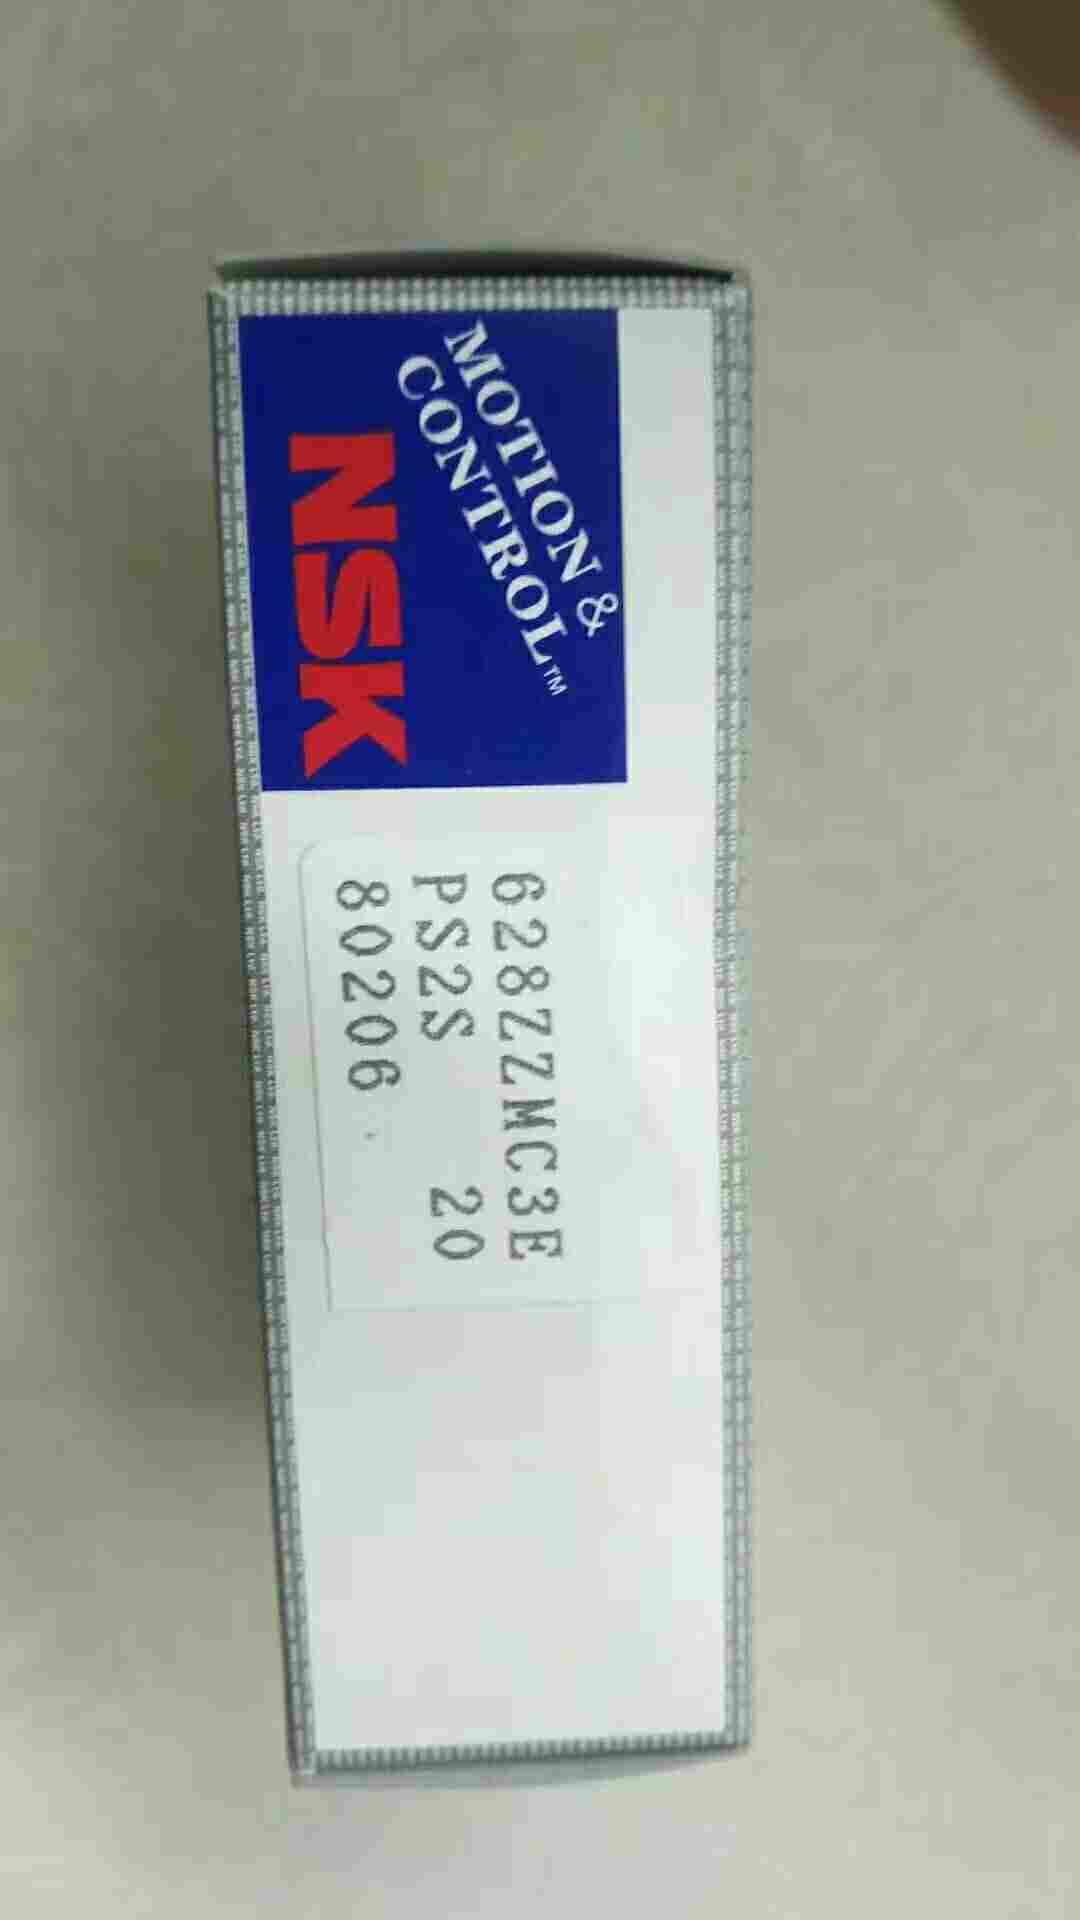 MOTION &
CONTROL™
NSK
628ZZMC3E
PS2S 20
80206